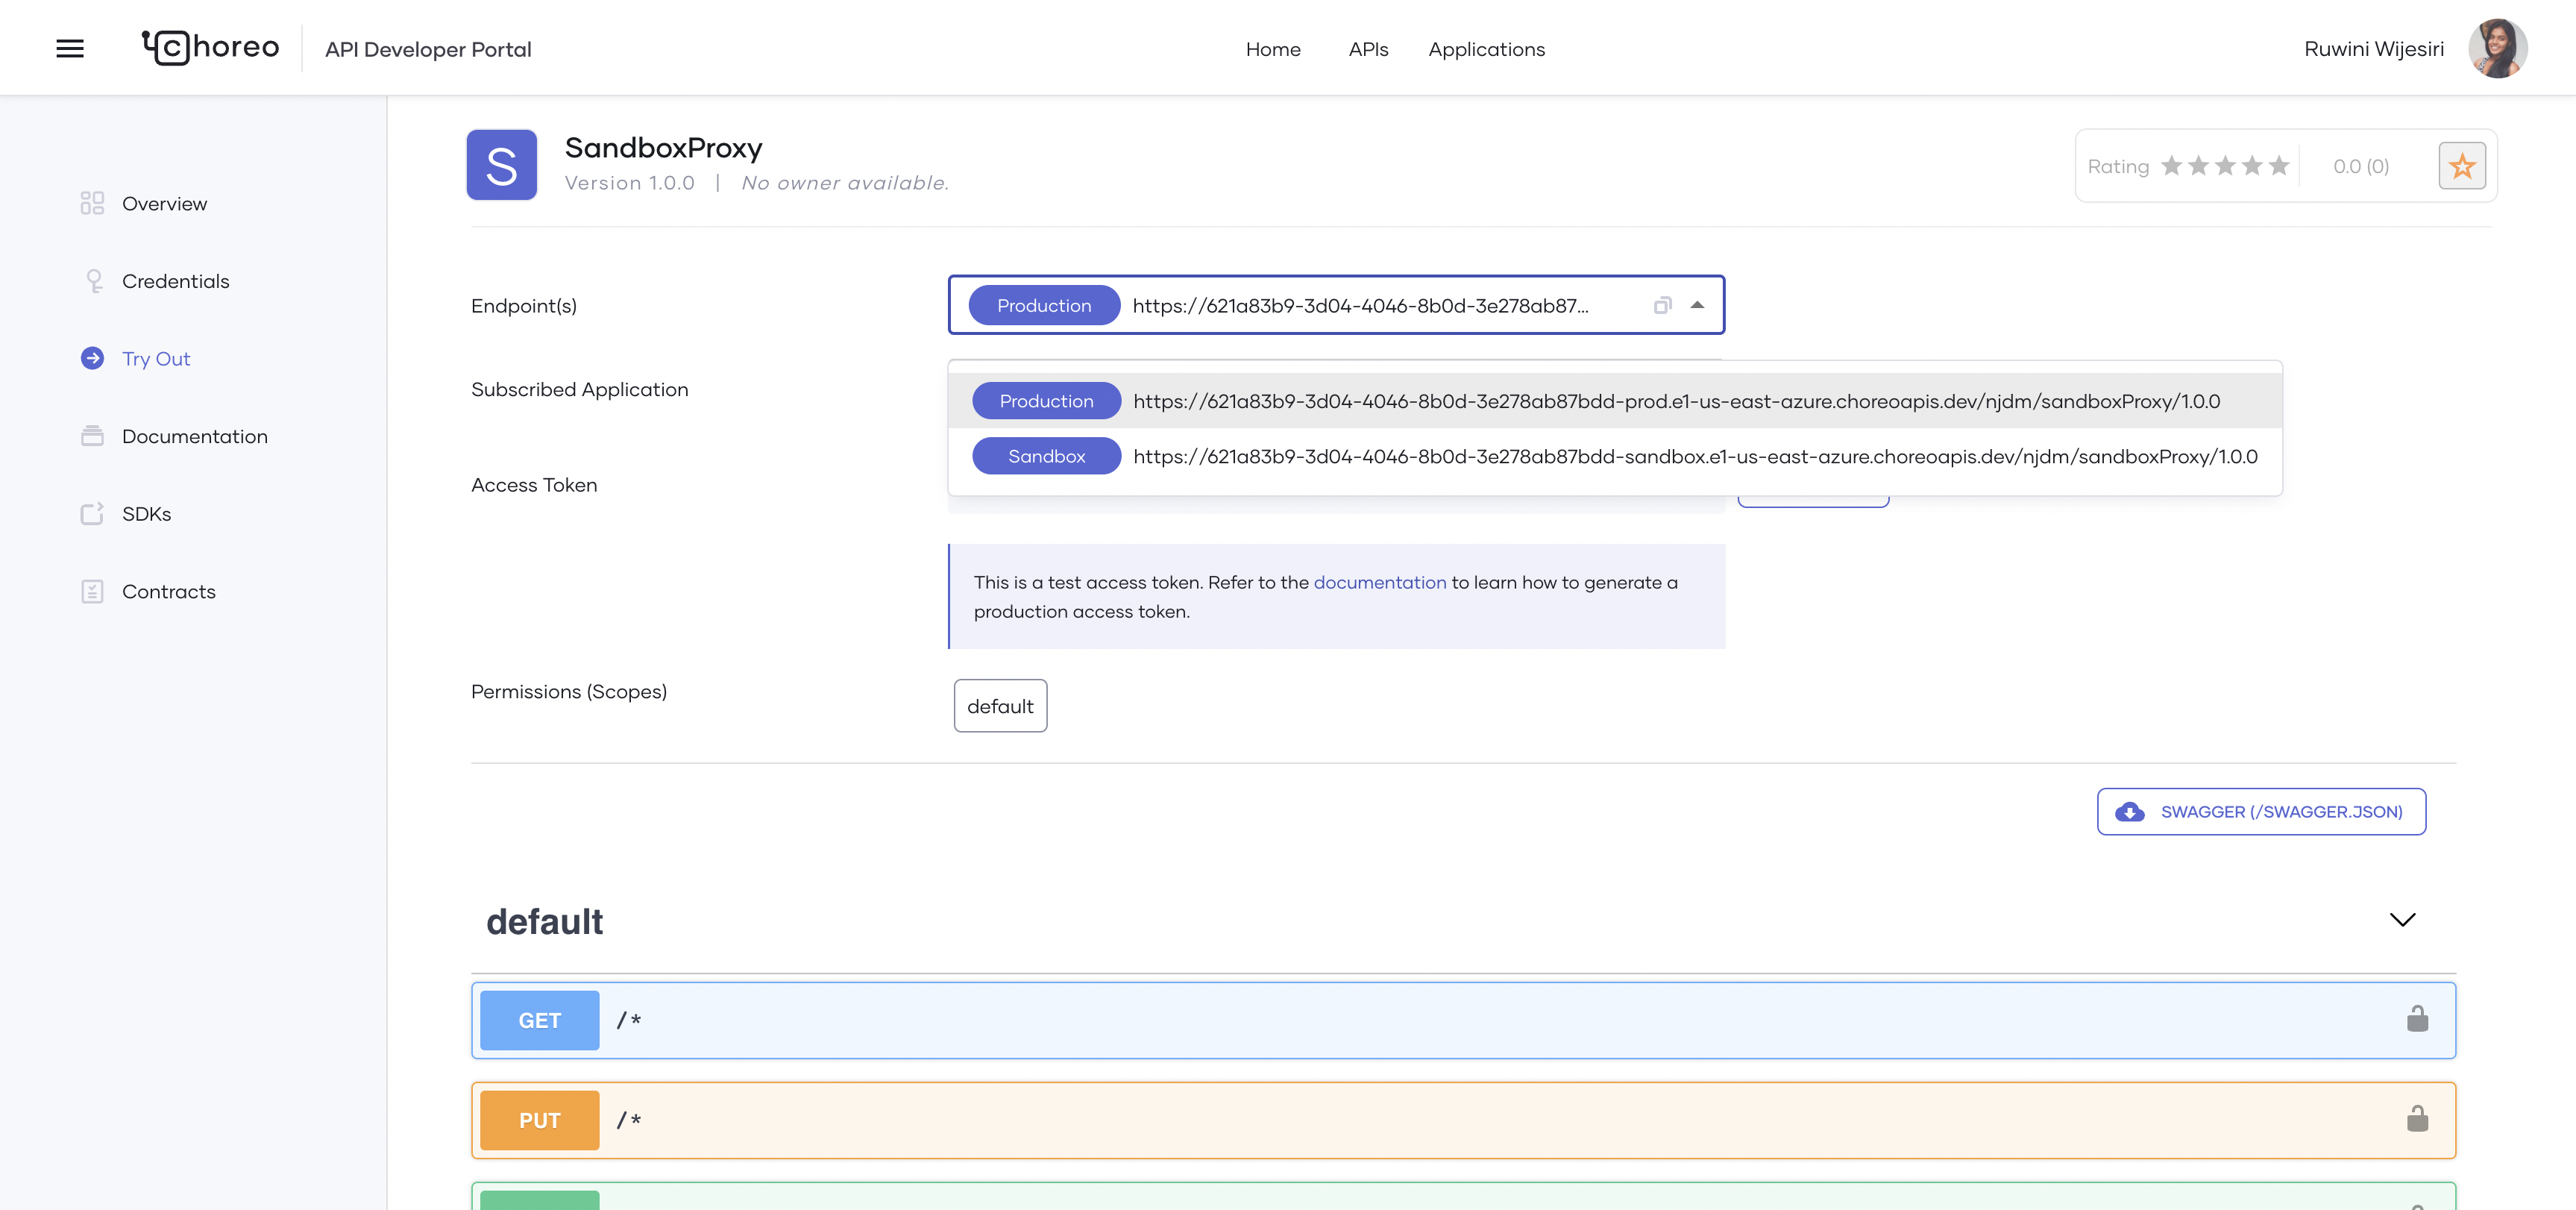 choreo API Developer Portal Home APIs Applications Ruwini Wijesiri
Overview
Credentials
Try Out
Documentation
SDKs
Contracts
S SandboxProxy
Version 1.0.0 | No owner available.
Rating 0.0 (0)
Endpoint(s) Production https://621a83b9-3d04-4046-8b0d-3e278ab87...
Subscribed Application
Production https://621a83b9-3d04-4046-8b0d-3e278ab87bdd-prod.e1-us-east-azure.choreoapis.dev/njdm/sandboxProxy/1.0.0
Sandbox https://621a83b9-3d04-4046-8b0d-3e278ab87bdd-sandbox.e1-us-east-azure.choreoapis.dev/njdm/sandboxProxy/1.0.0
Access Token
This is a test access token. Refer to the documentation to learn how to generate a
production access token.
Permissions (Scopes) default
SWAGGER (/SWAGGER.JSON)
default
GET /*
PUT /*